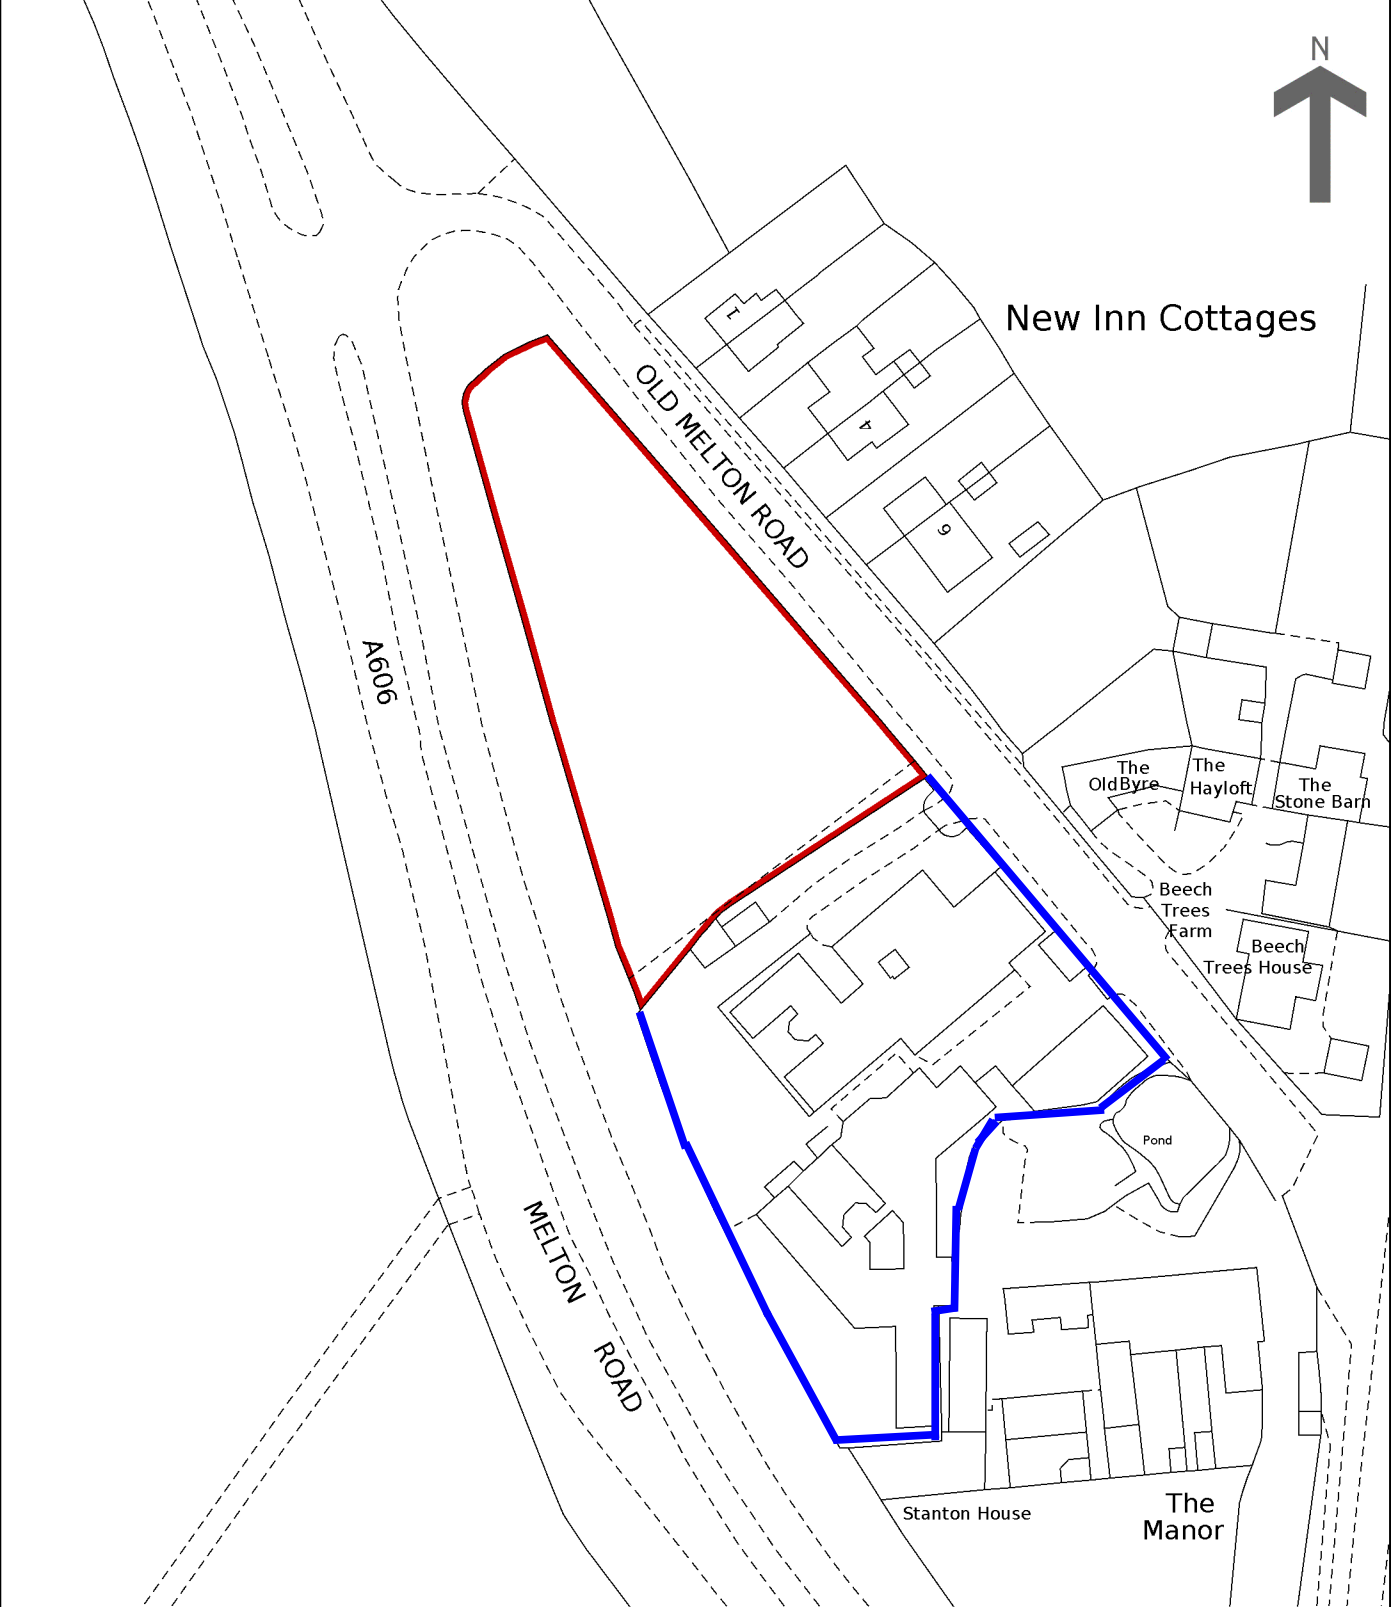 N
New Inn Cottages
1
OLD MELTON ROAD
4
6
A606
The
Old Byre
The
Hayloft
The
Stone Barn
Beech
Trees
Farm
Beech
Trees House
Pond
MELTON
ROAD
Stanton House
The
Manor